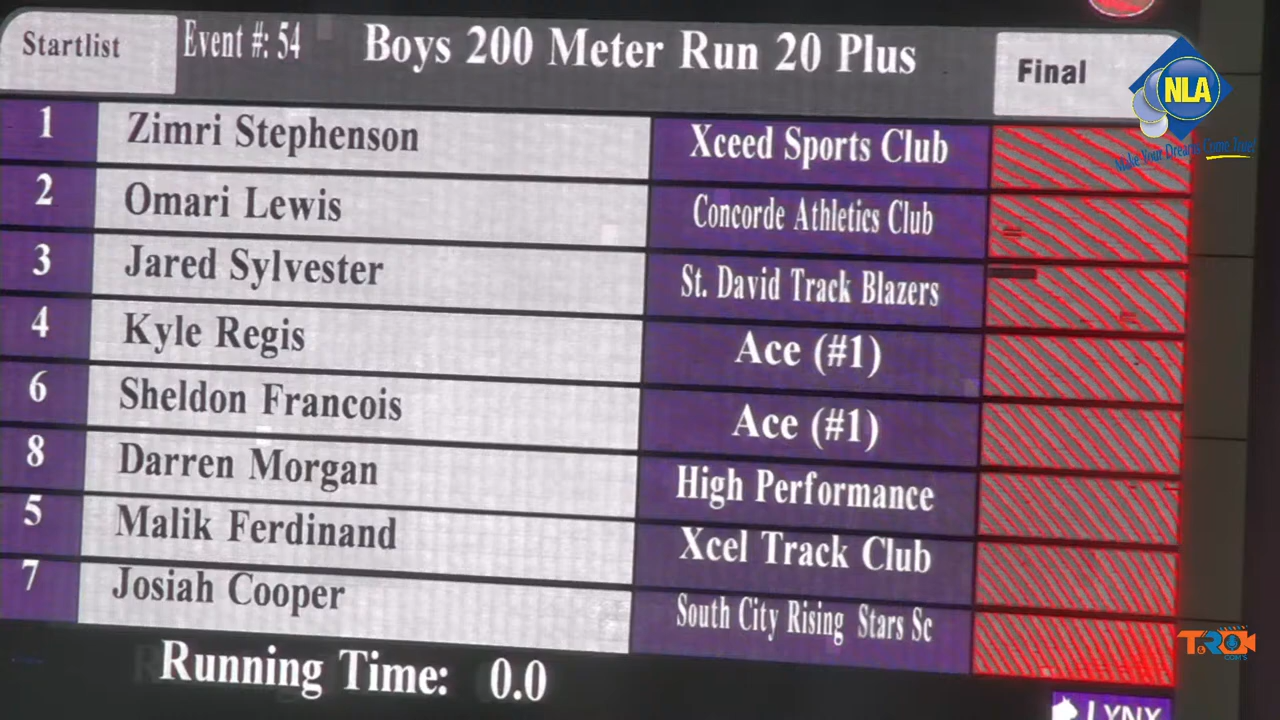 Startlist Event #: 54 Boys 200 Meter Run 20 Plus Final
NLA
Make Your Dreams Come True!
1 Zimri Stephenson Xceed Sports Club
2 Omari Lewis Concorde Athletics Club
3 Jared Sylvester St. David Track Blazers
4 Kyle Regis Ace (#1)
6 Sheldon Francois Ace (#1)
8 Darren Morgan High Performance
5 Malik Ferdinand Xcel Track Club
7 Josiah Cooper South City Rising Stars Sc
Running Time: 0.0
LYNX